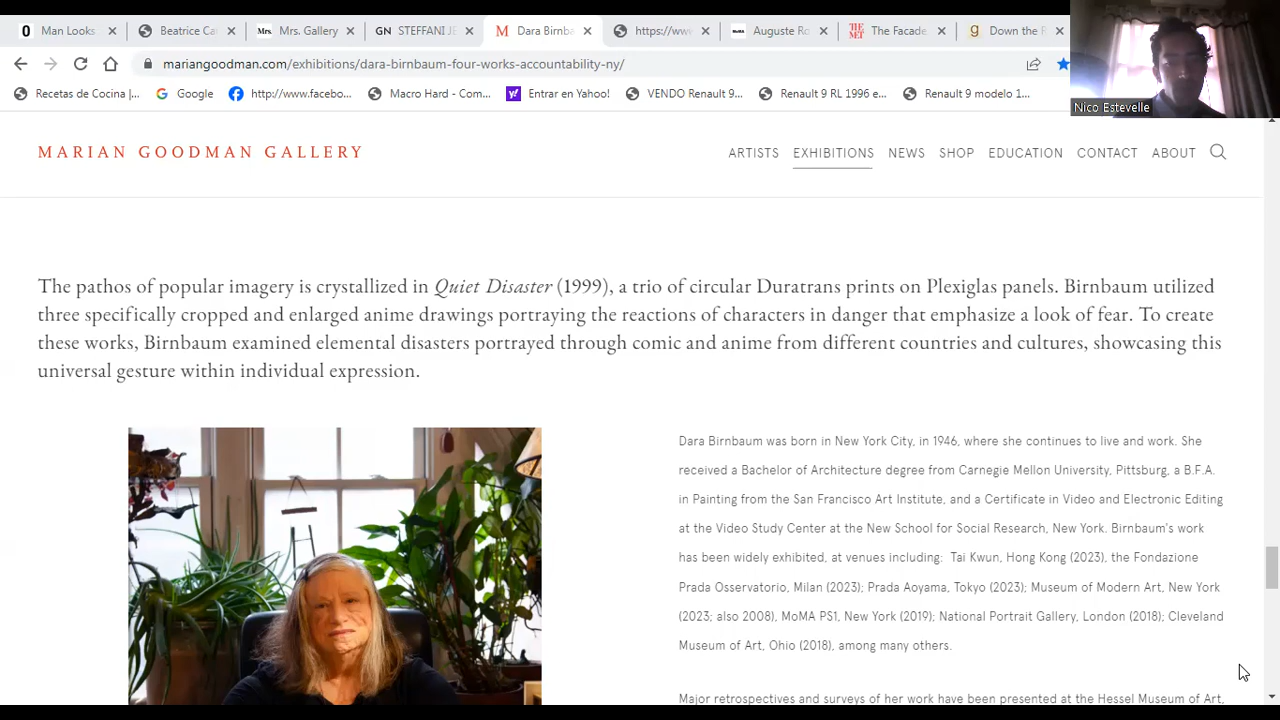 Man Looks
Beatrice Ca
Mrs. Mrs. Gallery
GN STEFFANI JE
M Dara Birnba
https://ww
MoMA Auguste Ro
THE MET The Facade
g Down the R
mariangoodman.com/exhibitions/dara-birnbaum-four-works-accountability-ny/
Recetas de Cocina |...
Google
http://www.facebo...
Macro Hard - Com...
Entrar en Yahoo!
VENDO Renault 9...
Renault 9 RL 1996 e...
Renault 9 modelo 1...
Nico Estevelle
MARIAN GOODMAN GALLERY
ARTISTS EXHIBITIONS NEWS SHOP EDUCATION CONTACT ABOUT
The pathos of popular imagery is crystallized in Quiet Disaster (1999), a trio of circular Duratrans prints on Plexiglas panels. Birnbaum utilized
three specifically cropped and enlarged anime drawings portraying the reactions of characters in danger that emphasize a look of fear. To create
these works, Birnbaum examined elemental disasters portrayed through comic and anime from different countries and cultures, showcasing this
universal gesture within individual expression.
Dara Birnbaum was born in New York City, in 1946, where she continues to live and work. She
received a Bachelor of Architecture degree from Carnegie Mellon University, Pittsburg, a B.F.A.
in Painting from the San Francisco Art Institute, and a Certificate in Video and Electronic Editing
at the Video Study Center at the New School for Social Research, New York. Birnbaum's work
has been widely exhibited, at venues including: Tai Kwun, Hong Kong (2023), the Fondazione
Prada Osservatorio, Milan (2023); Prada Aoyama, Tokyo (2023); Museum of Modern Art, New York
(2023; also 2008), MoMA PS1, New York (2019); National Portrait Gallery, London (2018); Cleveland
Museum of Art, Ohio (2018), among many others.
Major retrospectives and surveys of her work have been presented at the Hessel Museum of Art,